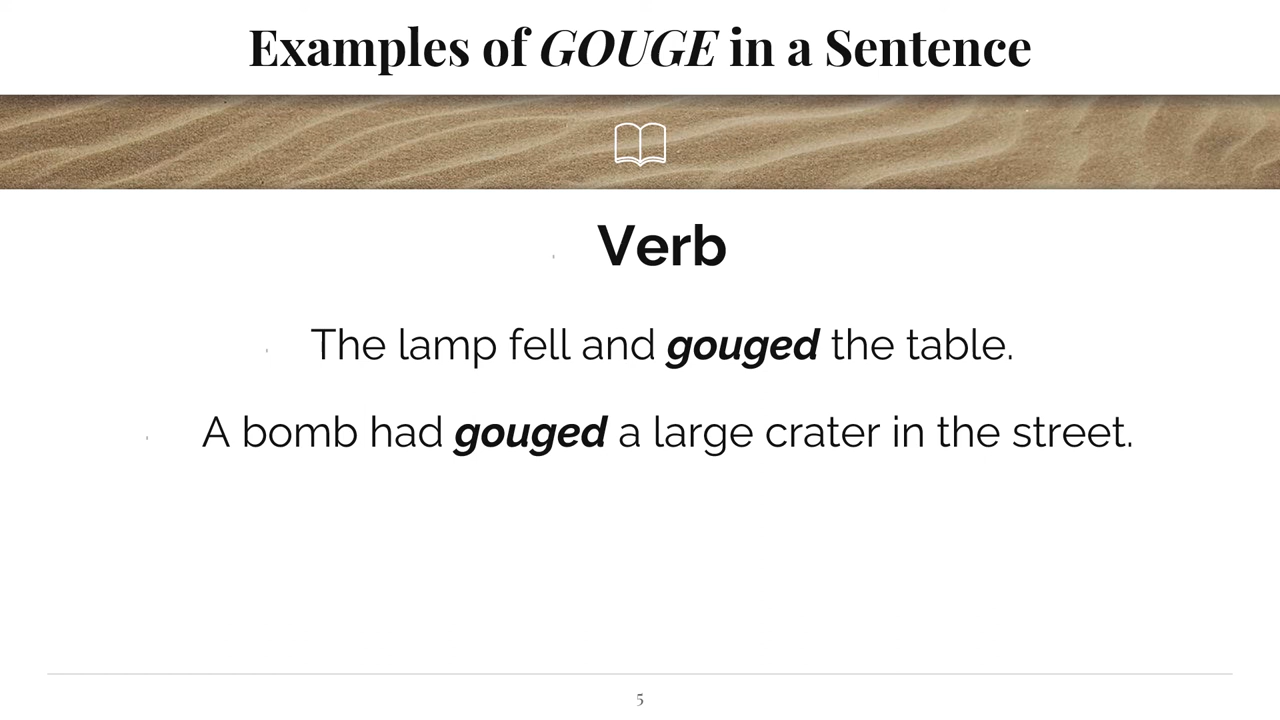 Examples of GOUGE in a Sentence
Verb
The lamp fell and gouged the table.
A bomb had gouged a large crater in the street.
5